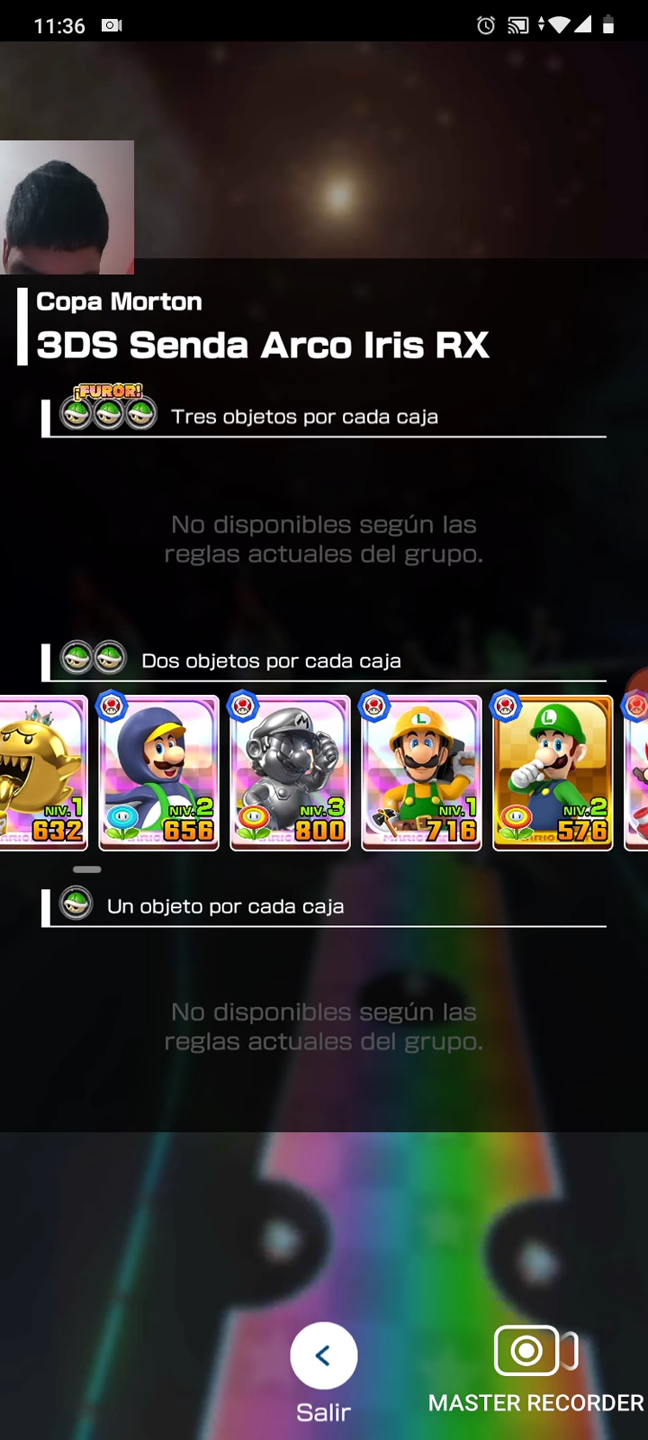 11:36
Copa Morton
3DS Senda Arco Iris RX
¡FUROR!
Tres objetos por cada caja
No disponibles según las
reglas actuales del grupo.
Dos objetos por cada caja
NIV.1 NIV.2 NIV.3 NIV.1 NIV.2
632 656 800 716 576
Un objeto por cada caja
No disponibles según las
reglas actuales del grupo.
Salir
MASTER RECORDER